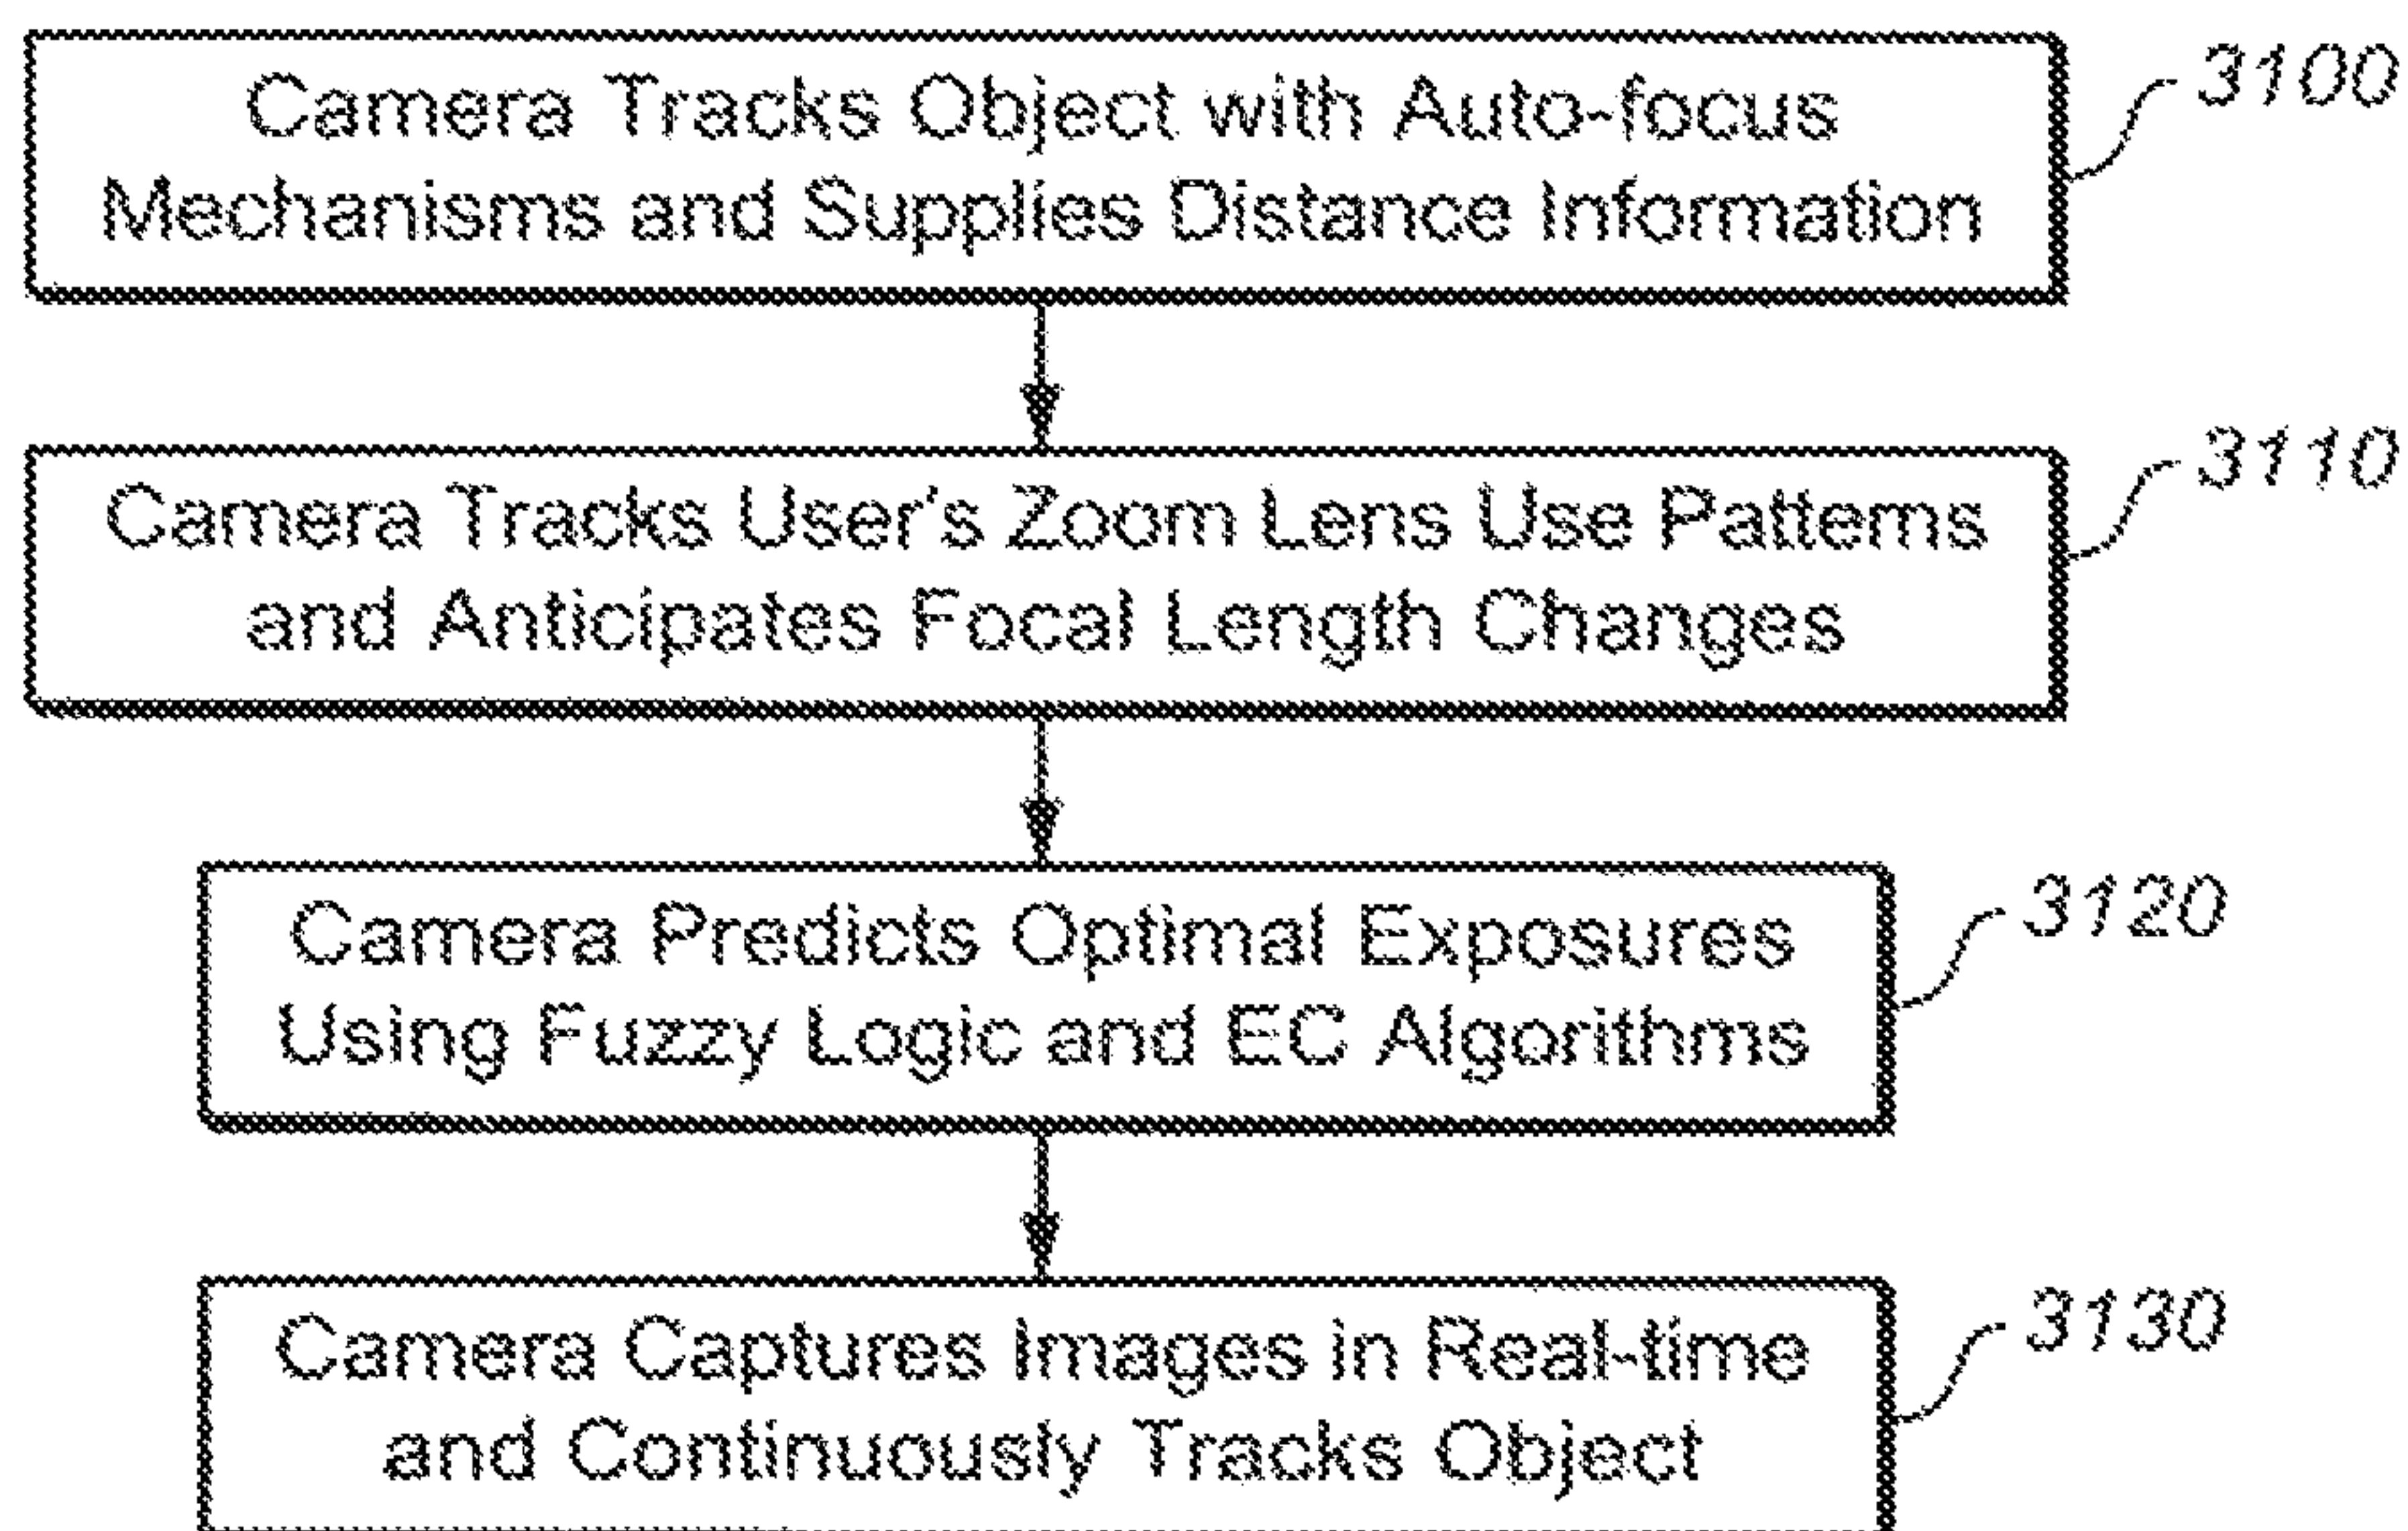 Camera Tracks Object with Auto-focus
Mechanisms and Supplies Distance Information
3100
Camera Tracks User's Zoom Lens Use Patterns
and Anticipates Focal Length Changes
3110
Camera Predicts Optimal Exposures
Using Fuzzy Logic and EC Algorithms
3120
Camera Captures Images in Real-time
and Continuously Tracks Object
3130